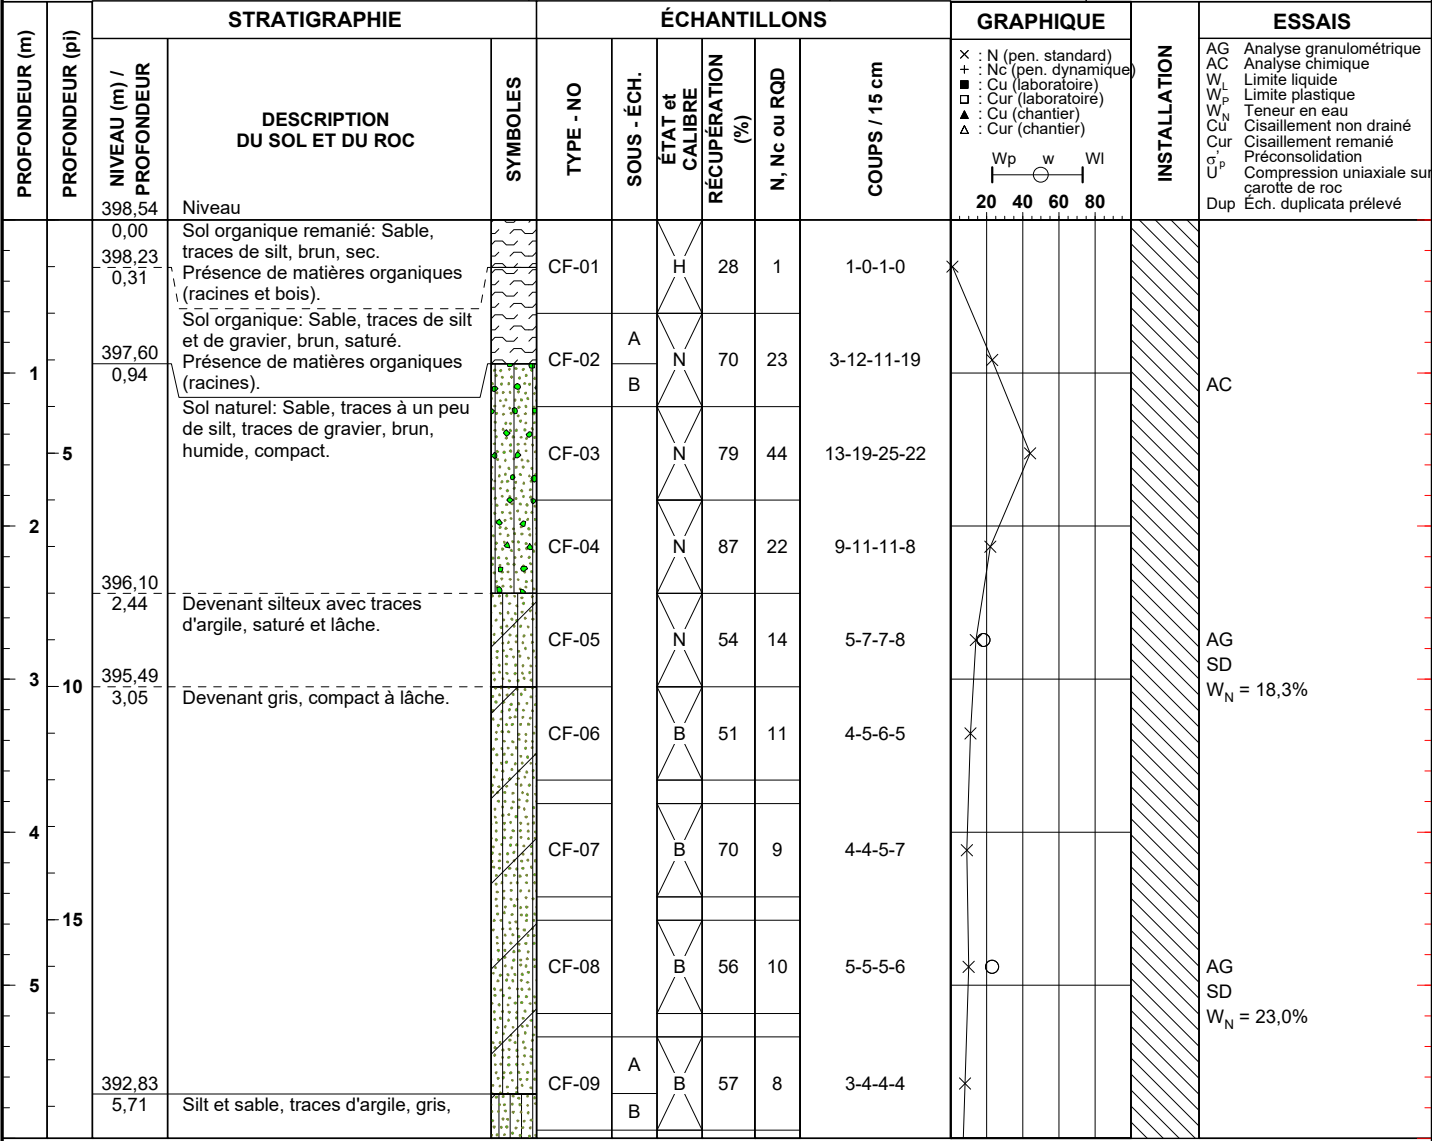 STRATIGRAPHIE
ÉCHANTILLONS
GRAPHIQUE
ESSAIS
PROFONDEUR (m)
PROFONDEUR (pi)
NIVEAU (m) /
PROFONDEUR
DESCRIPTION
DU SOL ET DU ROC
SYMBOLES
TYPE - NO
SOUS - ÉCH.
ÉTAT et
CALIBRE
RÉCUPÉRATION
(%)
N, Nc ou RQD
COUPS / 15 cm
× : N (pen. standard)
+ : Nc (pen. dynamique)
■ : Cu (laboratoire)
□ : Cur (laboratoire)
▲ : Cu (chantier)
△ : Cur (chantier)
Wp w Wl
20 40 60 80
INSTALLATION
AG Analyse granulométrique
AC Analyse chimique
W_L Limite liquide
W_P Limite plastique
W_N Teneur en eau
Cu Cisaillement non drainé
Cur Cisaillement remanié
σ'_p Préconsolidation
U Compression uniaxiale sur
carotte de roc
Dup Éch. duplicata prélevé
398,54 Niveau
0,00 Sol organique remanié: Sable,
traces de silt, brun, sec.
398,23
0,31
Présence de matières organiques
(racines et bois).
CF-01 H 28 1 1-0-1-0
Sol organique: Sable, traces de silt
et de gravier, brun, saturé.
397,60
0,94
Présence de matières organiques
(racines).
A
CF-02 N 70 23 3-12-11-19
B
1
AC
Sol naturel: Sable, traces à un peu
de silt, traces de gravier, brun,
humide, compact.
5
CF-03 N 79 44 13-19-25-22
2
CF-04 N 87 22 9-11-11-8
396,10
2,44 Devenant silteux avec traces
d'argile, saturé et lâche.
CF-05 N 54 14 5-7-7-8
AG
SD
W_N = 18,3%
3
10
395,49
3,05 Devenant gris, compact à lâche.
CF-06 B 51 11 4-5-6-5
4
CF-07 B 70 9 4-4-5-7
15
CF-08 B 56 10 5-5-5-6
AG
SD
W_N = 23,0%
5
A
CF-09 B 57 8 3-4-4-4
B
392,83
5,71 Silt et sable, traces d'argile, gris,